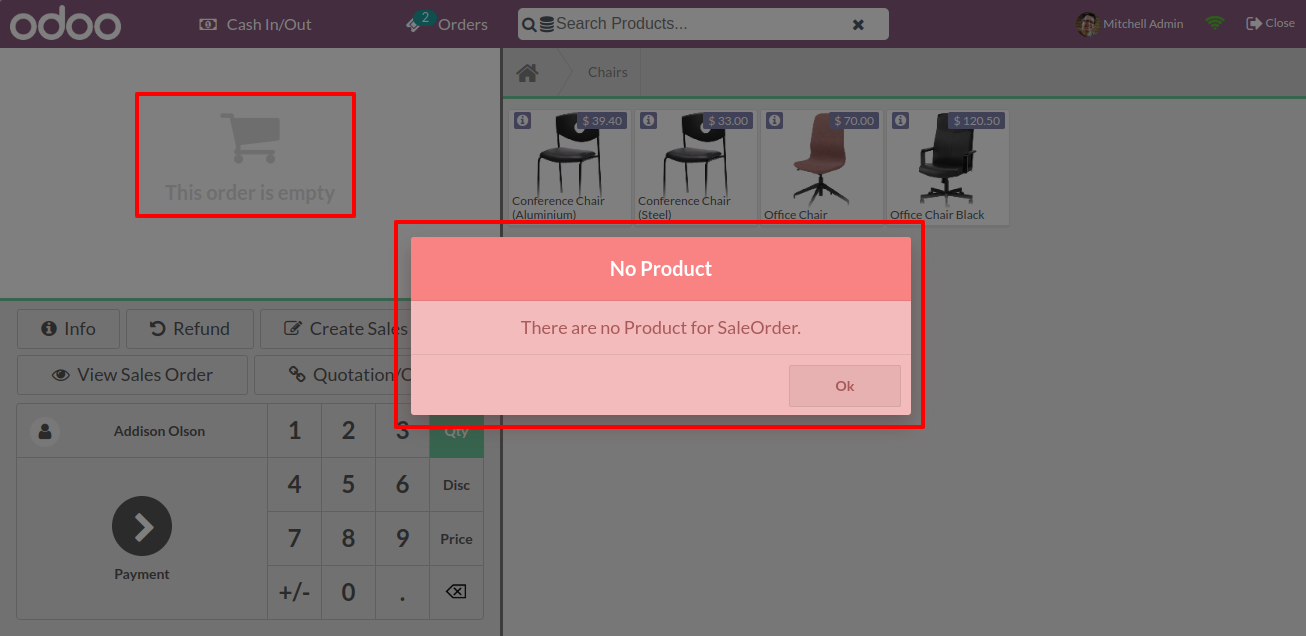 odoo
Cash In/Out
2
Orders
Search Products...
Mitchell Admin
Close
This order is empty
Chairs
$ 39.40
Conference Chair
(Aluminium)
$ 33.00
Conference Chair
(Steel)
$ 70.00
Office Chair
$ 120.50
Office Chair Black
No Product
There are no Product for SaleOrder.
Ok
Info
Refund
Create Sales
View Sales Order
Quotation/
Addison Olson
1
2
3
Qty
4
5
6
Disc
7
8
9
Price
+/-
0
.
Payment